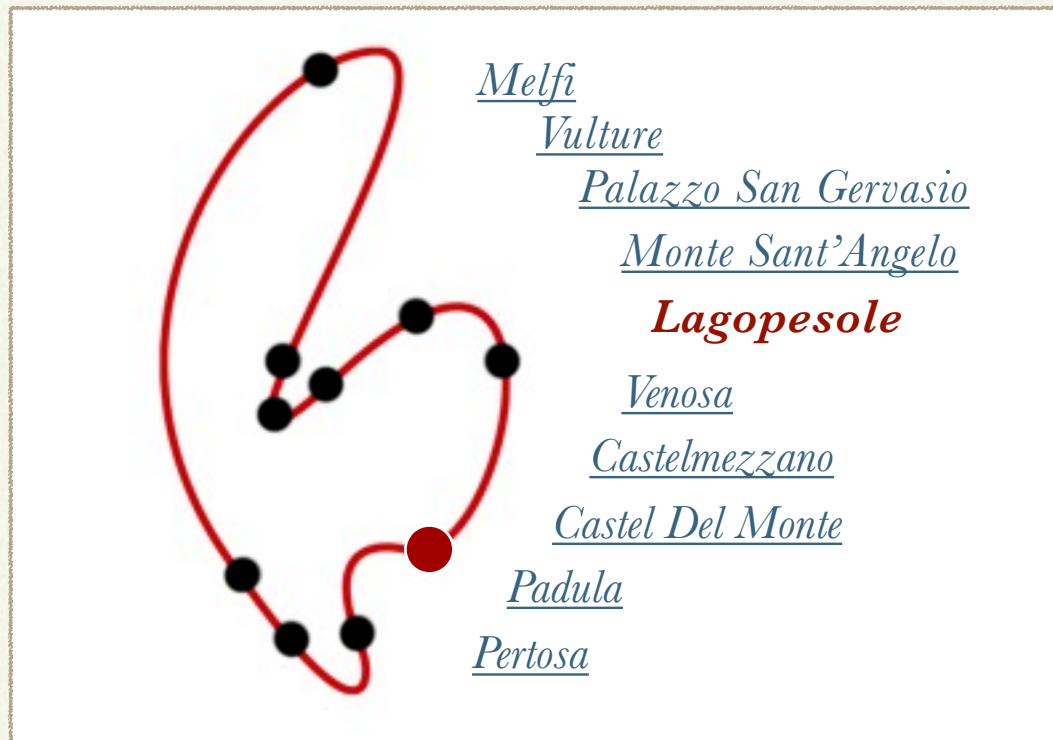 Melfi
Vulture
Palazzo San Gervasio
Monte Sant’Angelo
Lagopesole
Venosa
Castelmezzano
Castel Del Monte
Padula
Pertosa